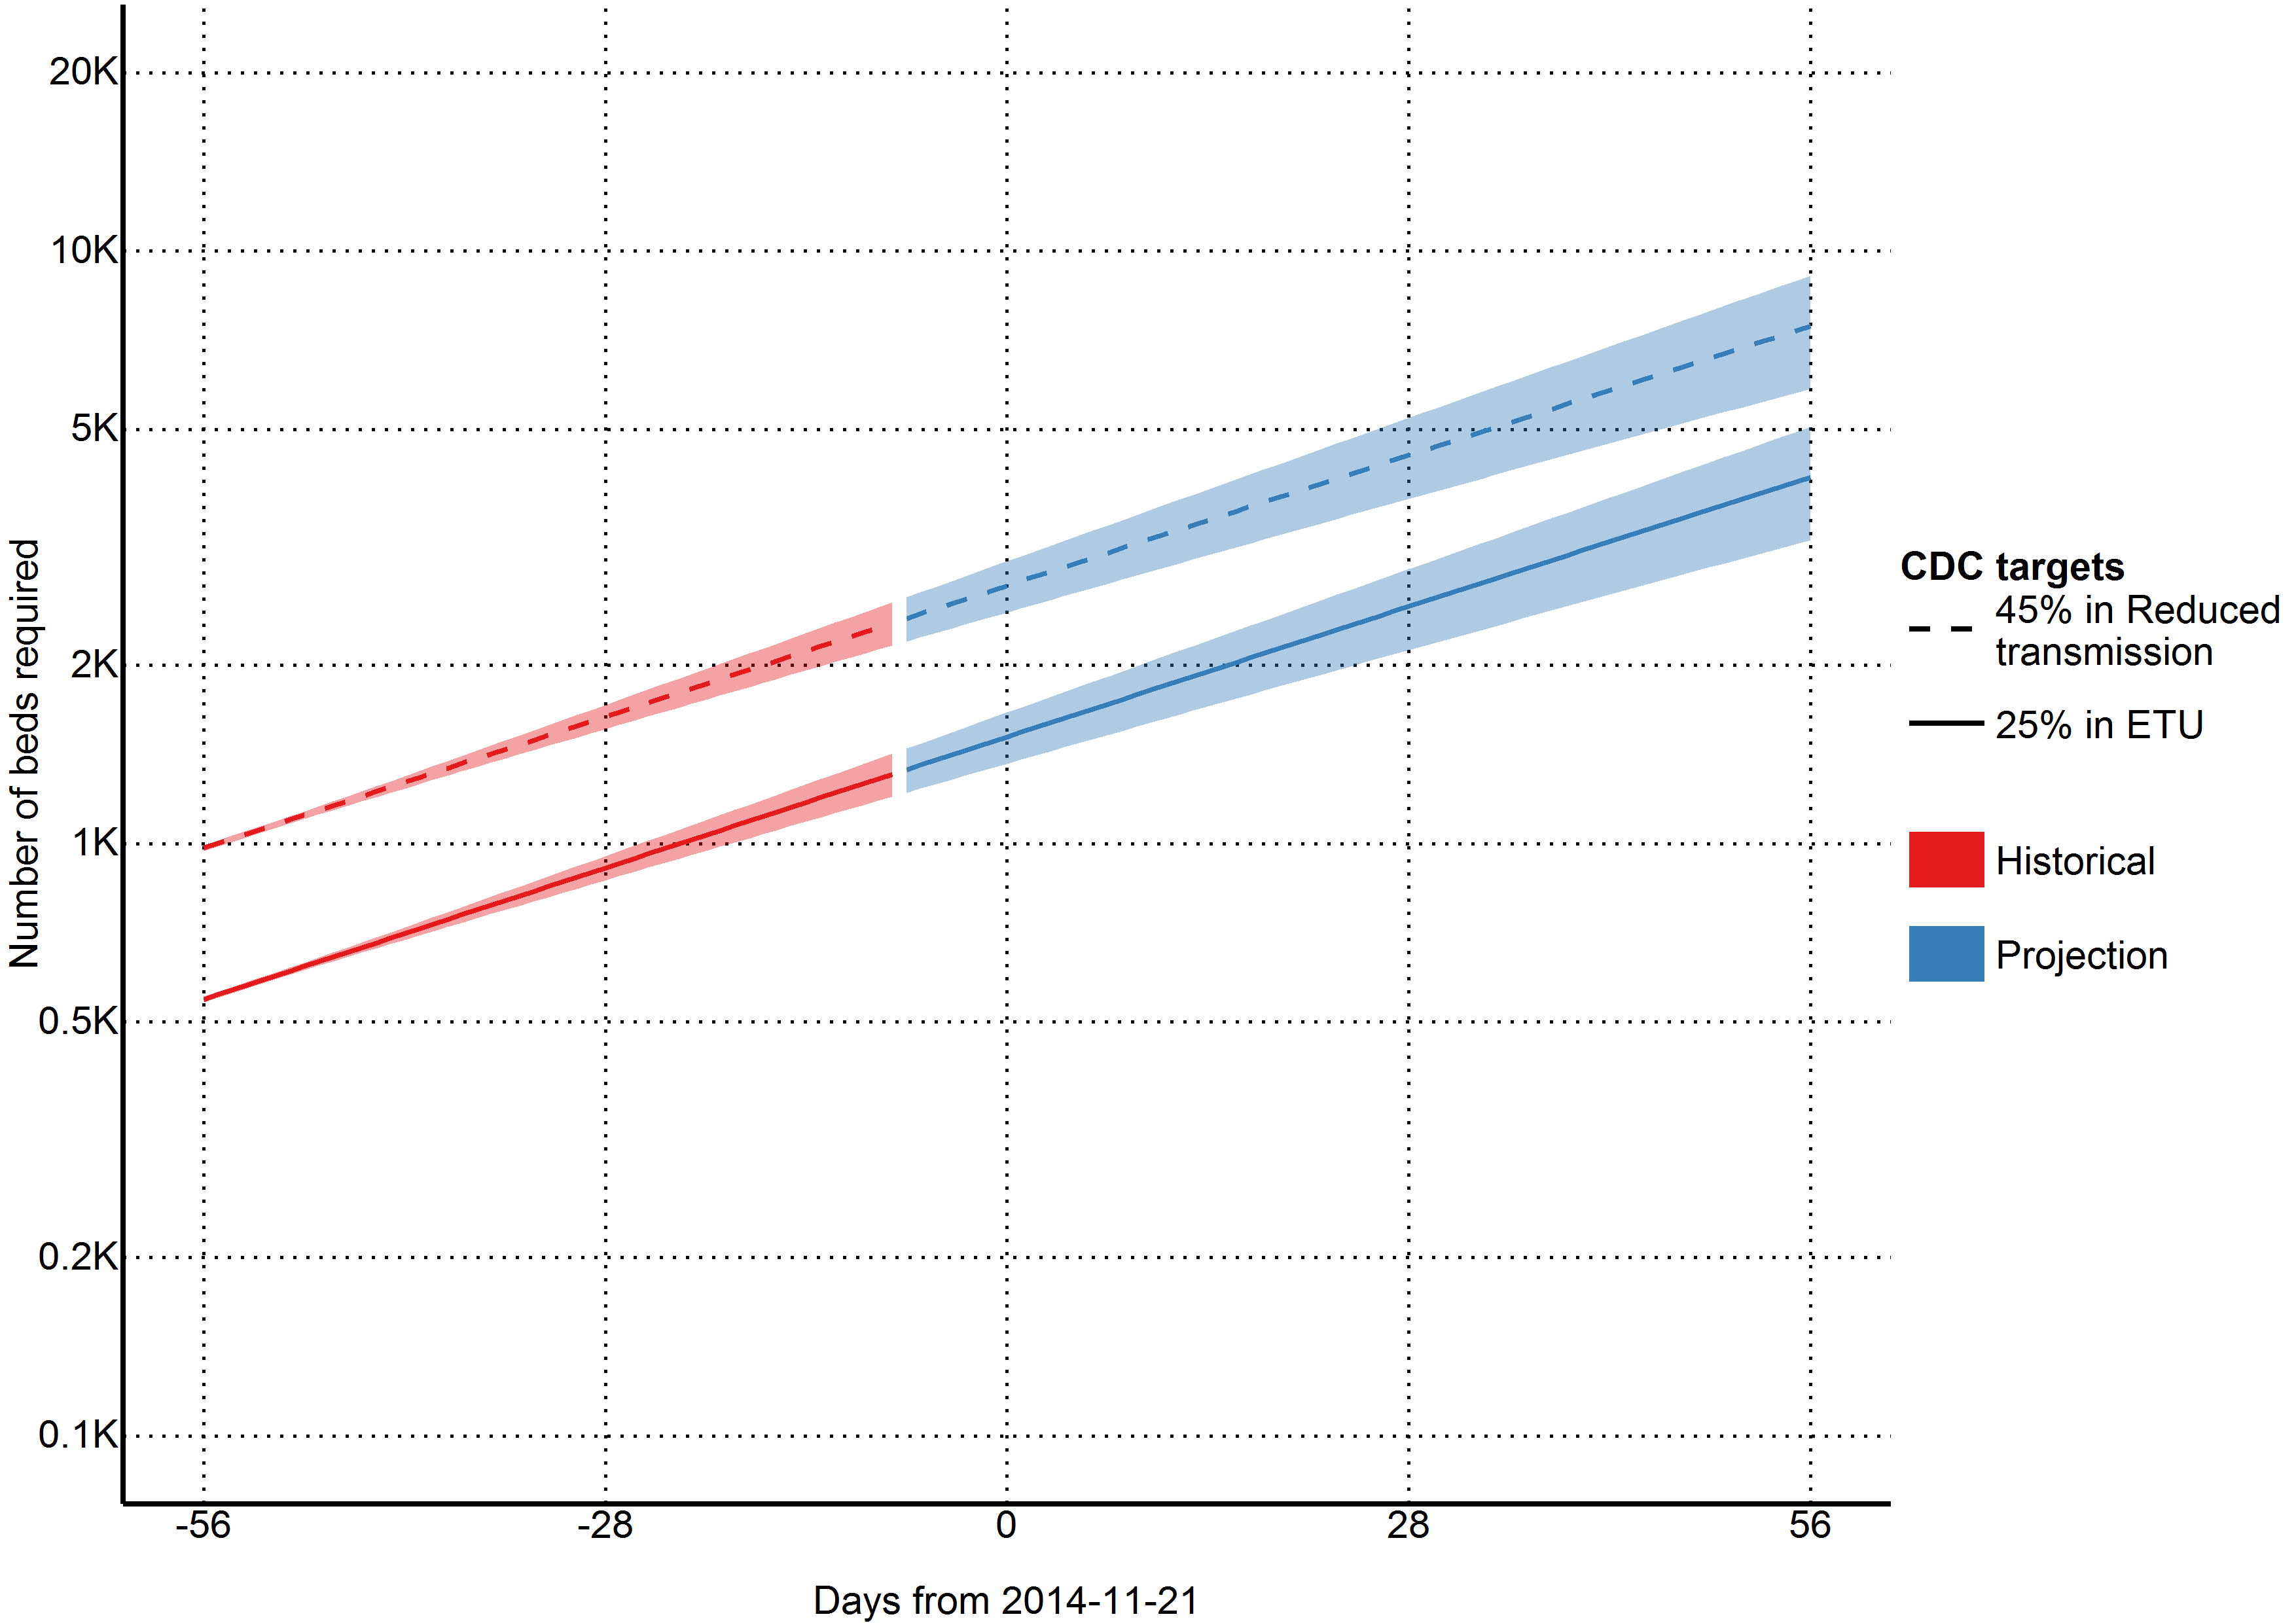 20K
10K
5K
2K
1K
0.5K
0.2K
0.1K
Number of beds required
-56
-28
0
28
56
Days from 2014-11-21
CDC targets
45% in Reduced
transmission
25% in ETU
Historical
Projection